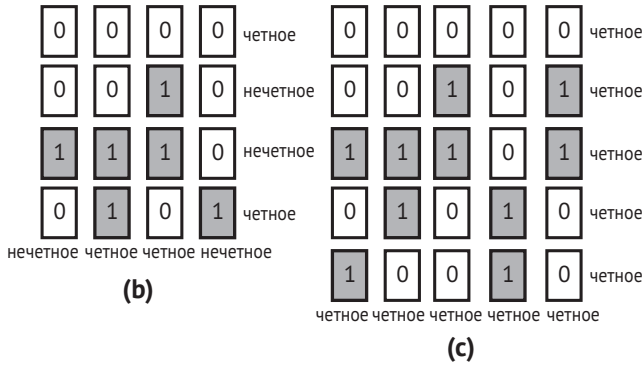 0 0 0 0 четное
0 0 1 0 нечетное
1 1 1 0 нечетное
0 1 0 1 четное
нечетное четное четное нечетное
(b)
0 0 0 0 0 четное
0 0 1 0 1 четное
1 1 1 0 1 четное
0 1 0 1 0 четное
1 0 0 1 0 четное
четное четное четное четное четное
(c)